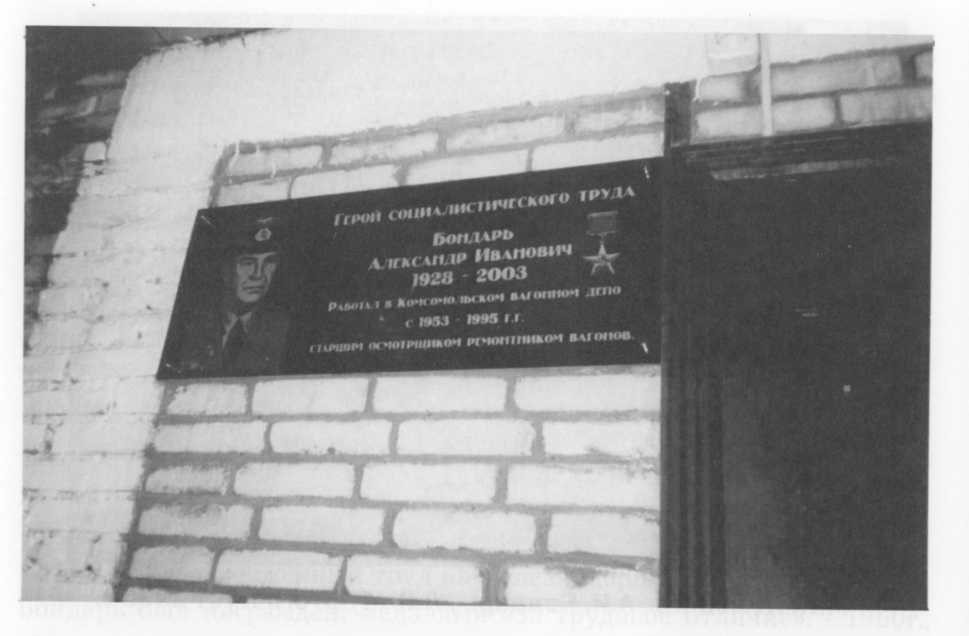 Герой социалистического труда
Бондарь
Александр Иванович
1928 - 2003
Работал в Комсомольском вагонном депо
с 1953 - 1995 г.г.
старшим осмотрщиком ремонтником вагонов.